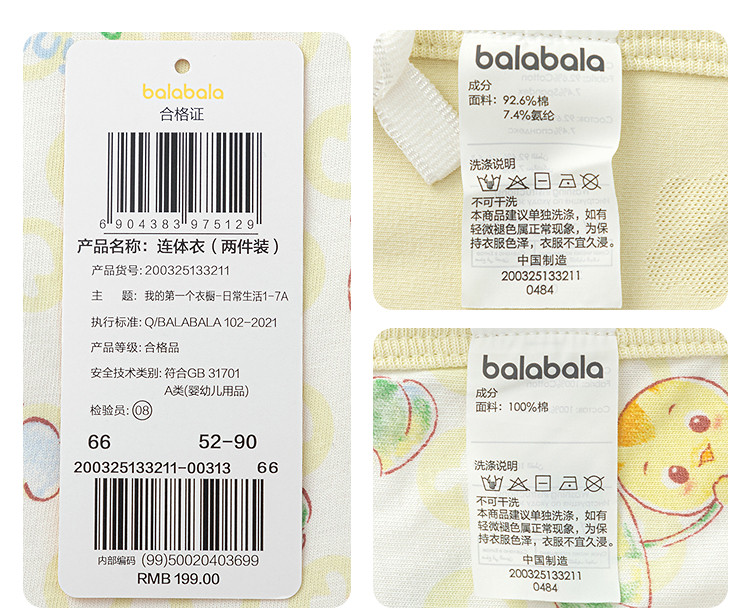 balabala
合格证
6 904383 975129
产品名称：连体衣（两件装）
产品货号：200325133211
主　　题：我的第一个衣橱-日常生活1-7A
执行标准：Q/BALABALA 102-2021
产品等级：合格品
安全技术类别：符合GB 31701
A类(婴幼儿用品)
检验员：08
66 52-90
200325133211-00313 66
内部编码 (99)50020403699
RMB 199.00
balabala
成分
面料：92.6%棉
7.4%氨纶
洗涤说明
不可干洗
本商品建议单独洗涤，如有
轻微褪色属正常现象，为保
持衣服色泽，衣服不宜久浸。
中国制造
200325133211
0484
balabala
成分
面料：100%棉
洗涤说明
不可干洗
本商品建议单独洗涤，如有
轻微褪色属正常现象，为保
持衣服色泽，衣服不宜久浸。
中国制造
200325133211
0484